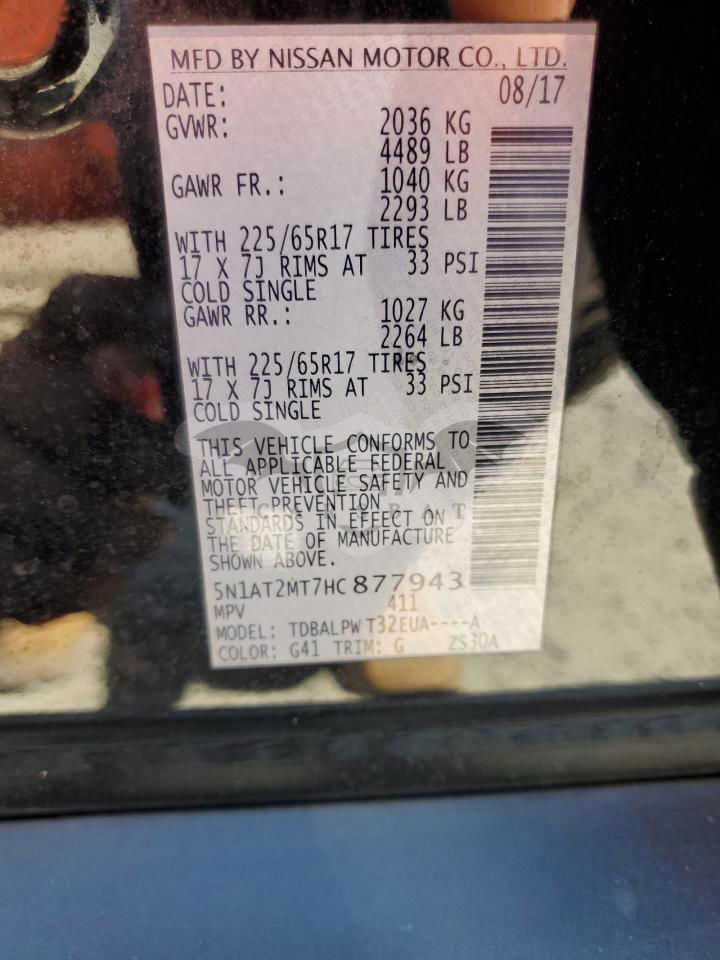 MFD BY NISSAN MOTOR CO., LTD.
DATE: 08/17
GVWR: 2036 KG
4489 LB
GAWR FR.: 1040 KG
2293 LB
WITH 225/65R17 TIRES
17 X 7J RIMS AT 33 PSI
COLD SINGLE
GAWR RR.: 1027 KG
2264 LB
WITH 225/65R17 TIRES
17 X 7J RIMS AT 33 PSI
COLD SINGLE
THIS VEHICLE CONFORMS TO
ALL APPLICABLE FEDERAL
MOTOR VEHICLE SAFETY AND
THEFT PREVENTION
STANDARDS IN EFFECT ON
THE DATE OF MANUFACTURE
SHOWN ABOVE.
5N1AT2MT7HC877943
MPV 411
MODEL: TDBALPW T32EUA----A
COLOR: G41 TRIM: G ZS30A